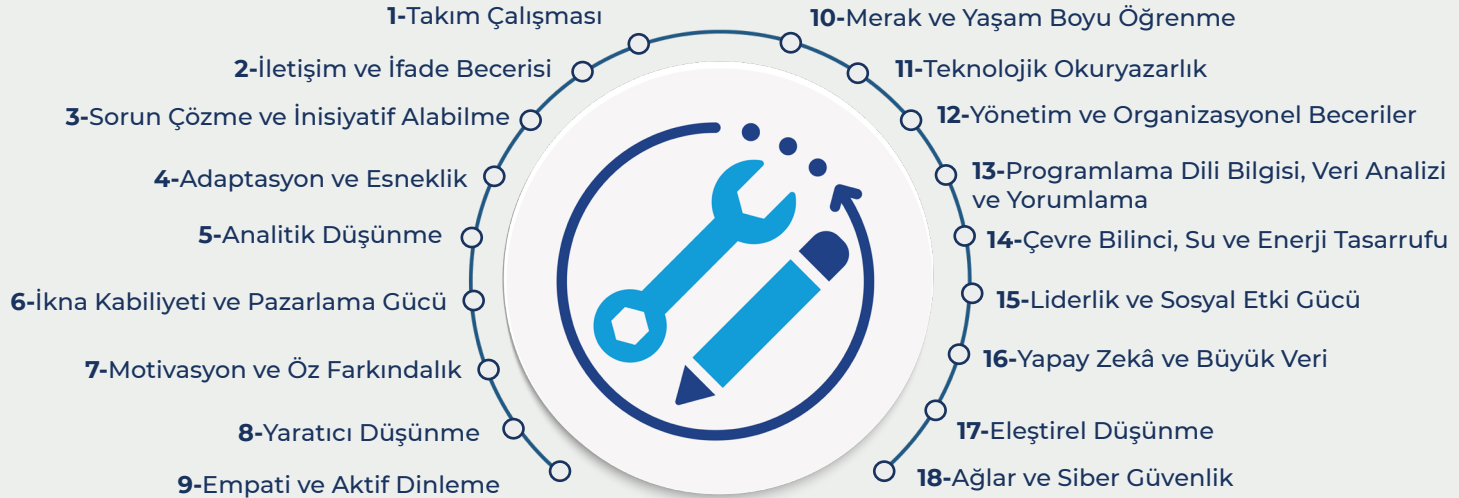 1-Takım Çalışması
2-İletişim ve İfade Becerisi
3-Sorun Çözme ve İnisiyatif Alabilme
4-Adaptasyon ve Esneklik
5-Analitik Düşünme
6-İkna Kabiliyeti ve Pazarlama Gücü
7-Motivasyon ve Öz Farkındalık
8-Yaratıcı Düşünme
9-Empati ve Aktif Dinleme
10-Merak ve Yaşam Boyu Öğrenme
11-Teknolojik Okuryazarlık
12-Yönetim ve Organizasyonel Beceriler
13-Programlama Dili Bilgisi, Veri Analizi
ve Yorumlama
14-Çevre Bilinci, Su ve Enerji Tasarrufu
15-Liderlik ve Sosyal Etki Gücü
16-Yapay Zekâ ve Büyük Veri
17-Eleştirel Düşünme
18-Ağlar ve Siber Güvenlik